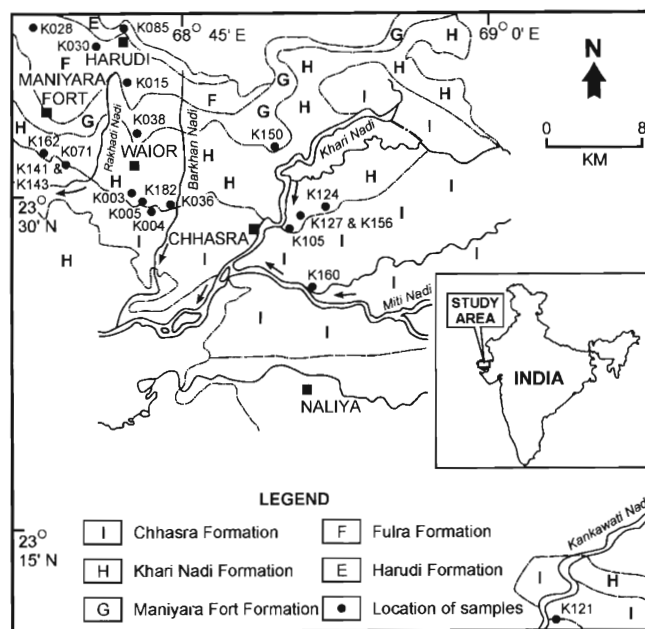 68° 45' E
69° 0' E
K028
E
K085
K030
HARUDI
F
MANIYARA
FORT
K015
G
H
G
H
I
F
G
H
I
N
0 8
KM
H
G
K038
K150
Khari Nadi
K162
K071
Rakhadi Nadi
WAIOR
Barkhan Nadi
H
H
K141 &
K143
H
K003
K182
K036
K005
K004
K124
H
I
23°
30' N
CHHASRA
K127 & K156
K105
I
H
I
I
I
K160
I
Miti Nadi
I
I
I
NALIYA
STUDY
AREA
INDIA
LEGEND
I Chhasra Formation
F Fulra Formation
H Khari Nadi Formation
E Harudi Formation
G Maniyara Fort Formation
Location of samples
23°
15' N
Kankawati Nadi
I
H
K121
I